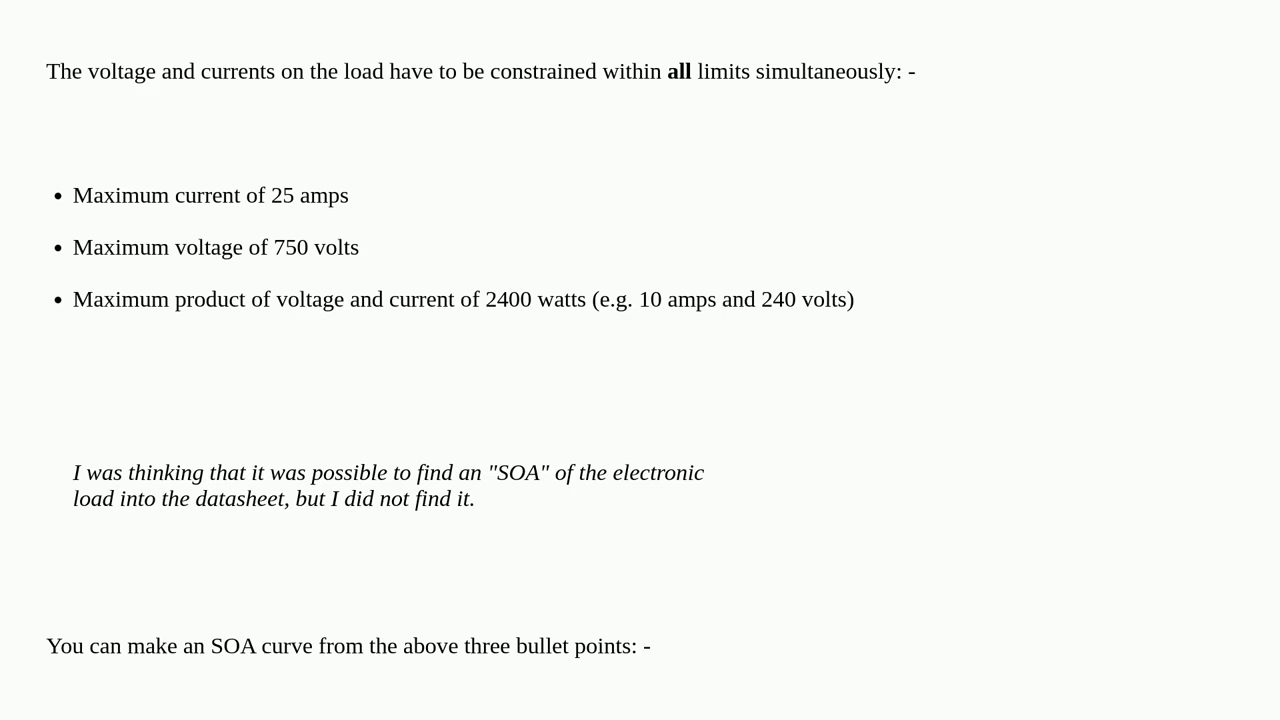 The voltage and currents on the load have to be constrained within all limits simultaneously: -
• Maximum current of 25 amps
• Maximum voltage of 750 volts
• Maximum product of voltage and current of 2400 watts (e.g. 10 amps and 240 volts)
I was thinking that it was possible to find an "SOA" of the electronic
load into the datasheet, but I did not find it.
You can make an SOA curve from the above three bullet points: -